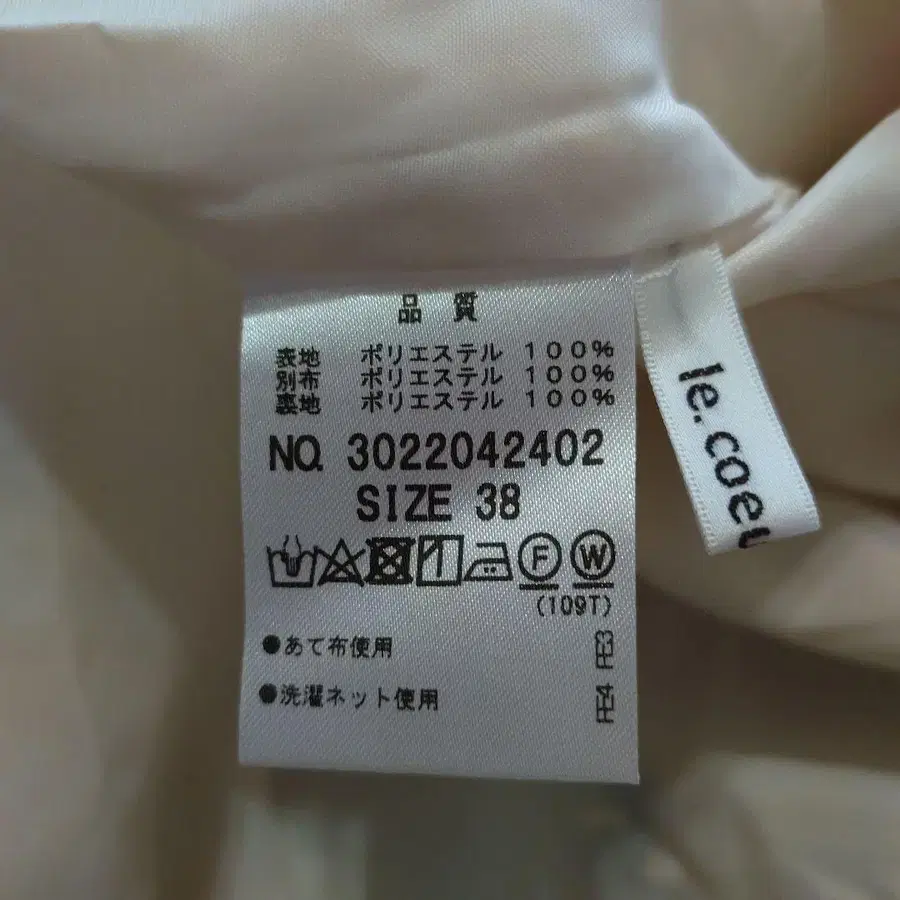 品 質
表地 ポリエステル 100%
別布 ポリエステル 100%
裏地 ポリエステル 100%
NO. 3022042402
SIZE 38
F W
(109T)
●あて布使用
●洗濯ネット使用
le.coeu